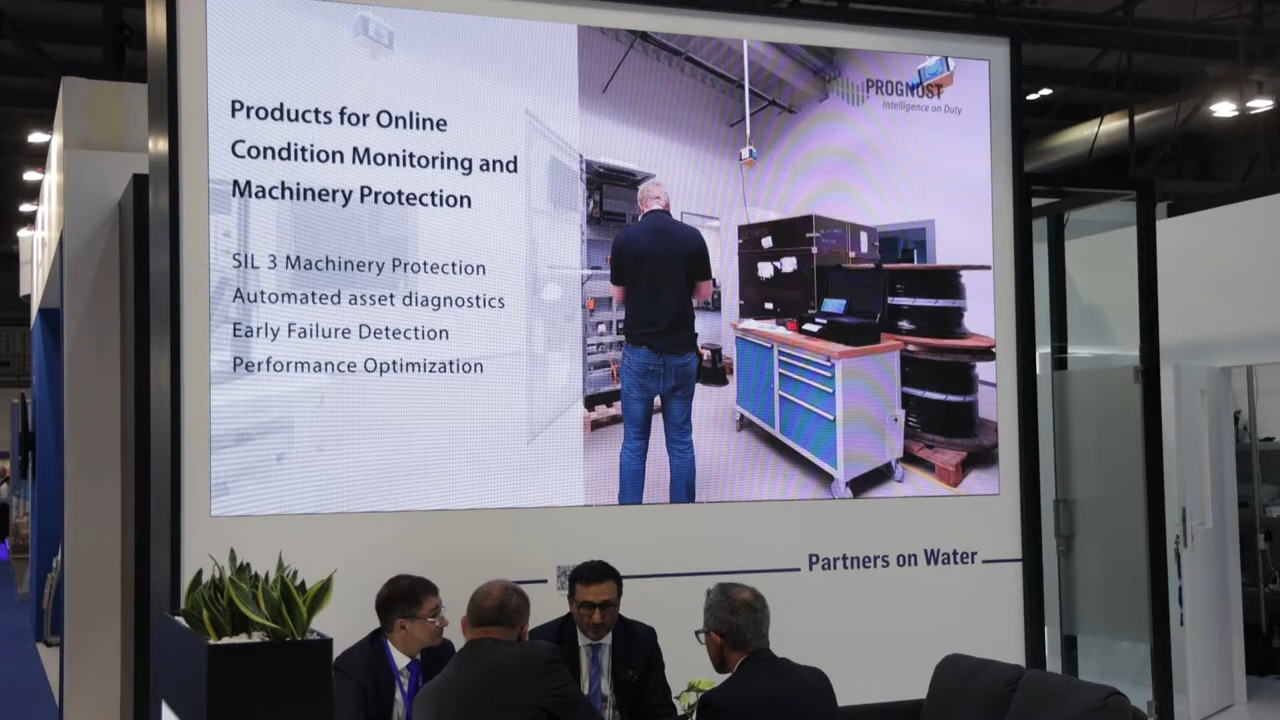 Products for Online
Condition Monitoring and
Machinery Protection
SIL 3 Machinery Protection
Automated asset diagnostics
Early Failure Detection
Performance Optimization
PROGNOST
Intelligence on Duty
Partners on Water